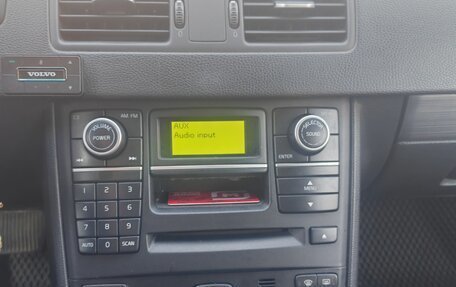 VOLVO
AM FM
VOLUME
POWER
AUX
Audio input
SELECTOR
SOUND
ENTER
MENU
1 2 3
4 5 6
7 8 9
AUTO 0 SCAN